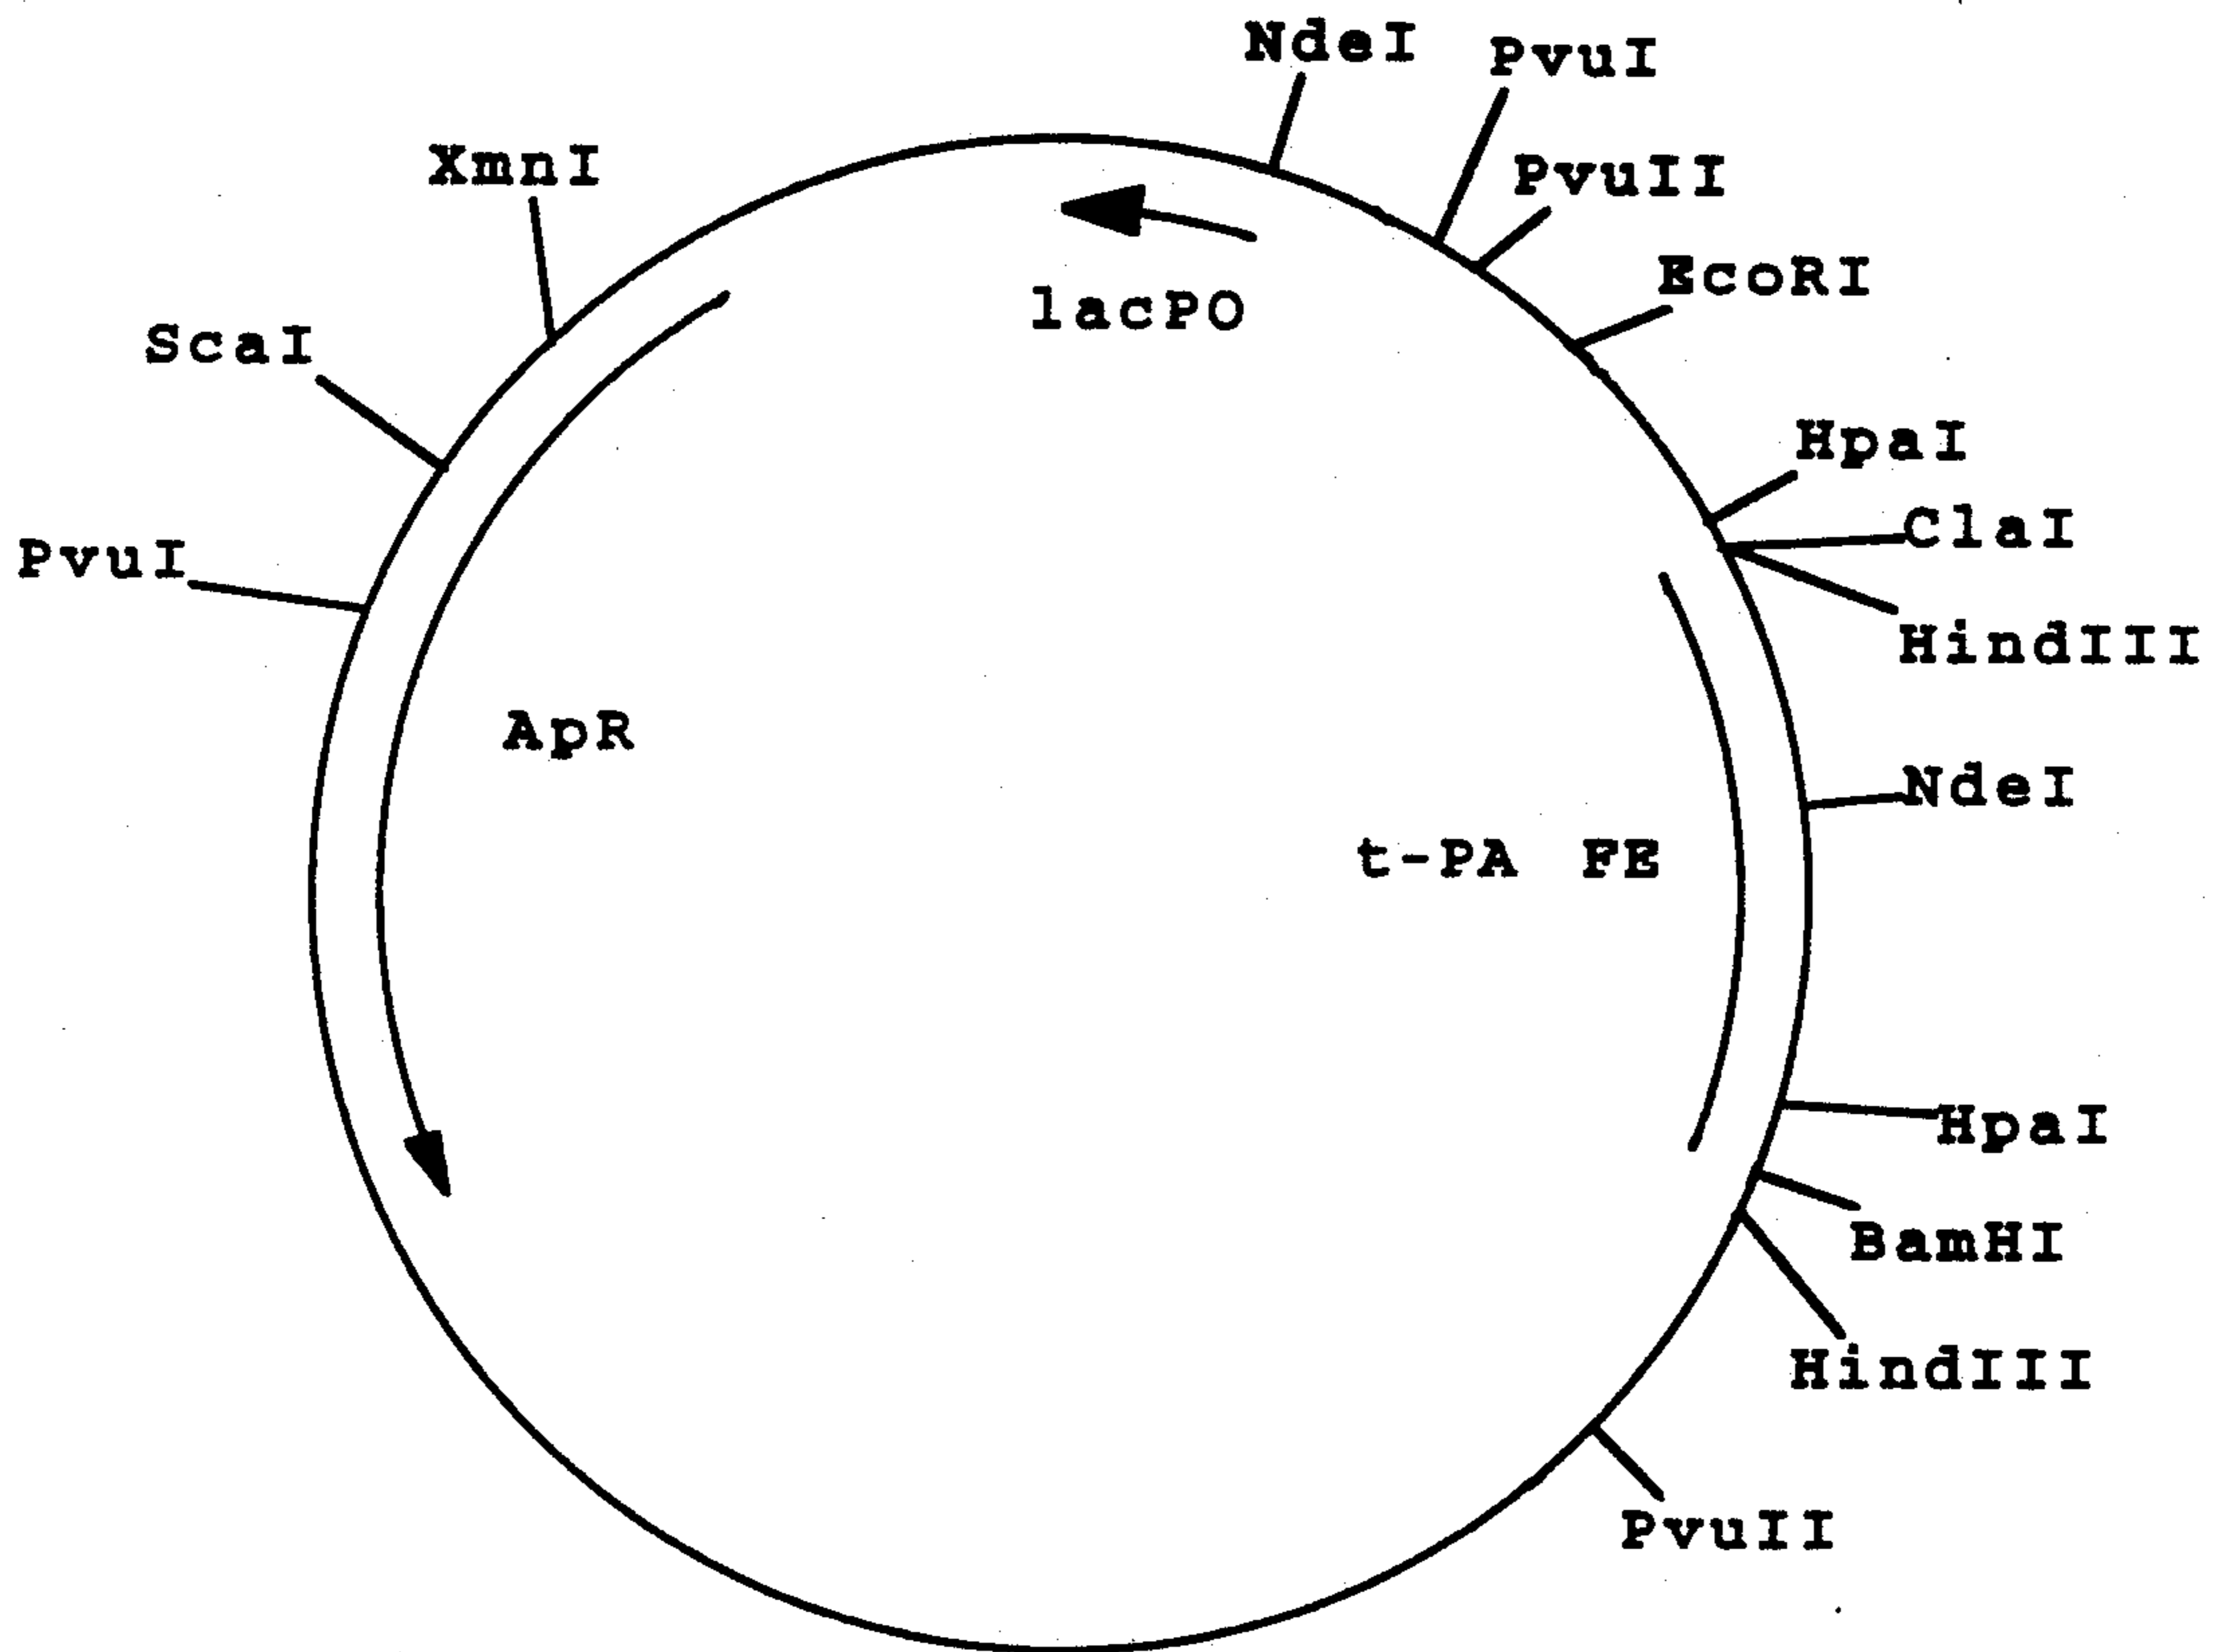 NdeI
PvuI
PvuII
XmnI
EcoRI
lacPO
ScaI
HpaI
ClaI
PvuI
HindIII
ApR
NdeI
t-PA FE
HpaI
BamHI
HindIII
PvuII